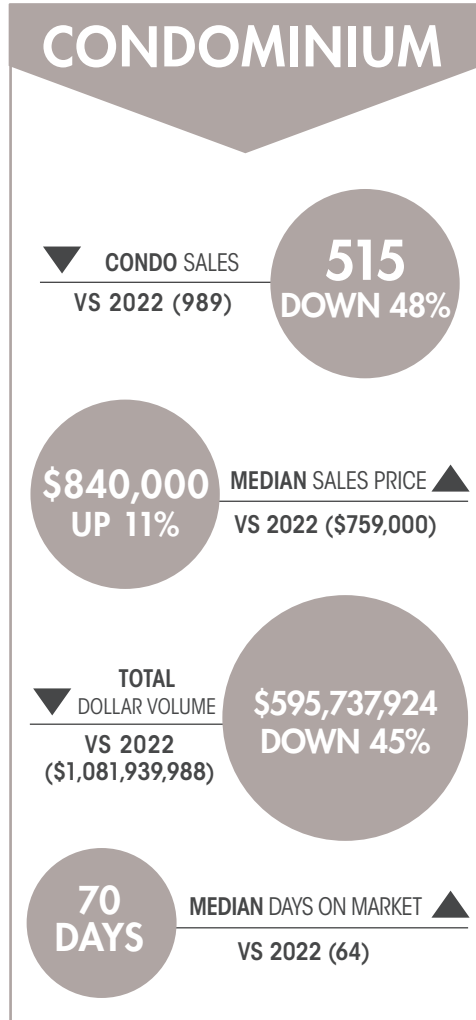 CONDOMINIUM
CONDO SALES
VS 2022 (989)
515
DOWN 48%
$840,000
UP 11%
MEDIAN SALES PRICE
VS 2022 ($759,000)
TOTAL
DOLLAR VOLUME
VS 2022
($1,081,939,988)
$595,737,924
DOWN 45%
70
DAYS
MEDIAN DAYS ON MARKET
VS 2022 (64)